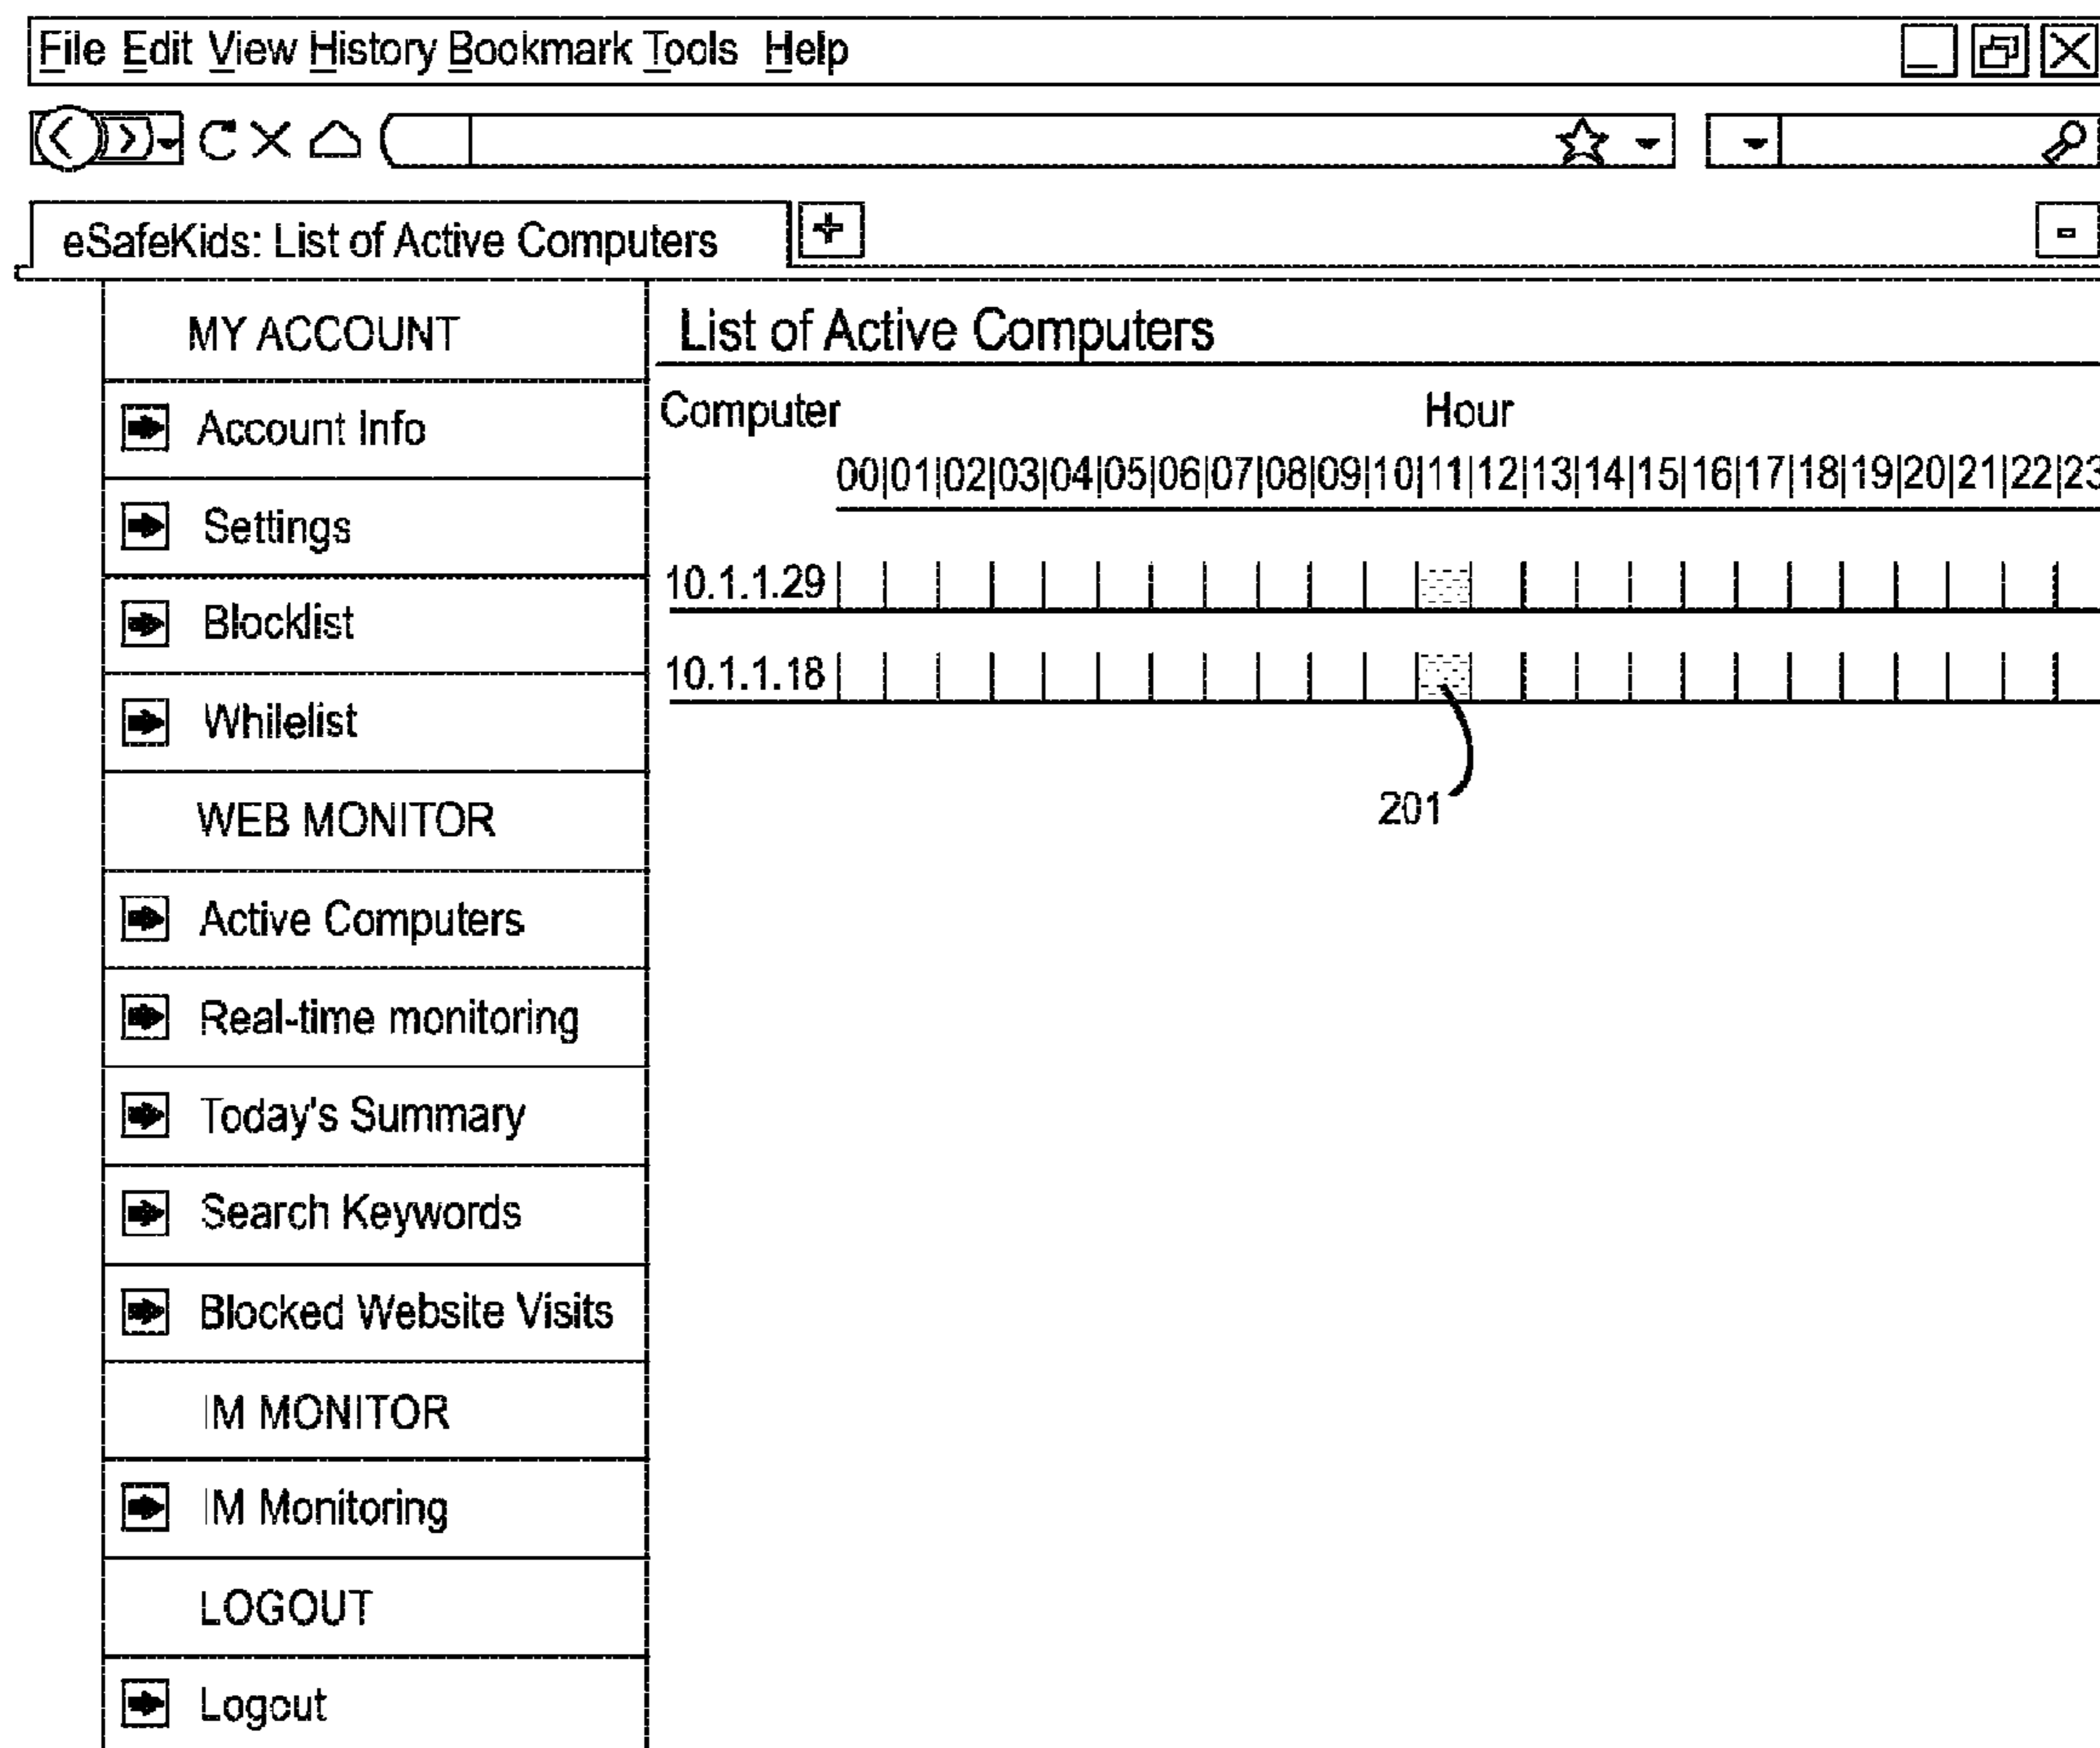 File Edit View History Bookmark Tools Help
eSafeKids: List of Active Computers
MY ACCOUNT
Account Info
Settings
Blocklist
Whilelist
WEB MONITOR
Active Computers
Real-time monitoring
Today's Summary
Search Keywords
Blocked Website Visits
IM MONITOR
IM Monitoring
LOGOUT
Logout
List of Active Computers
Computer Hour
00|01|02|03|04|05|06|07|08|09|10|11|12|13|14|15|16|17|18|19|20|21|22|23
10.1.1.29
10.1.1.18
201